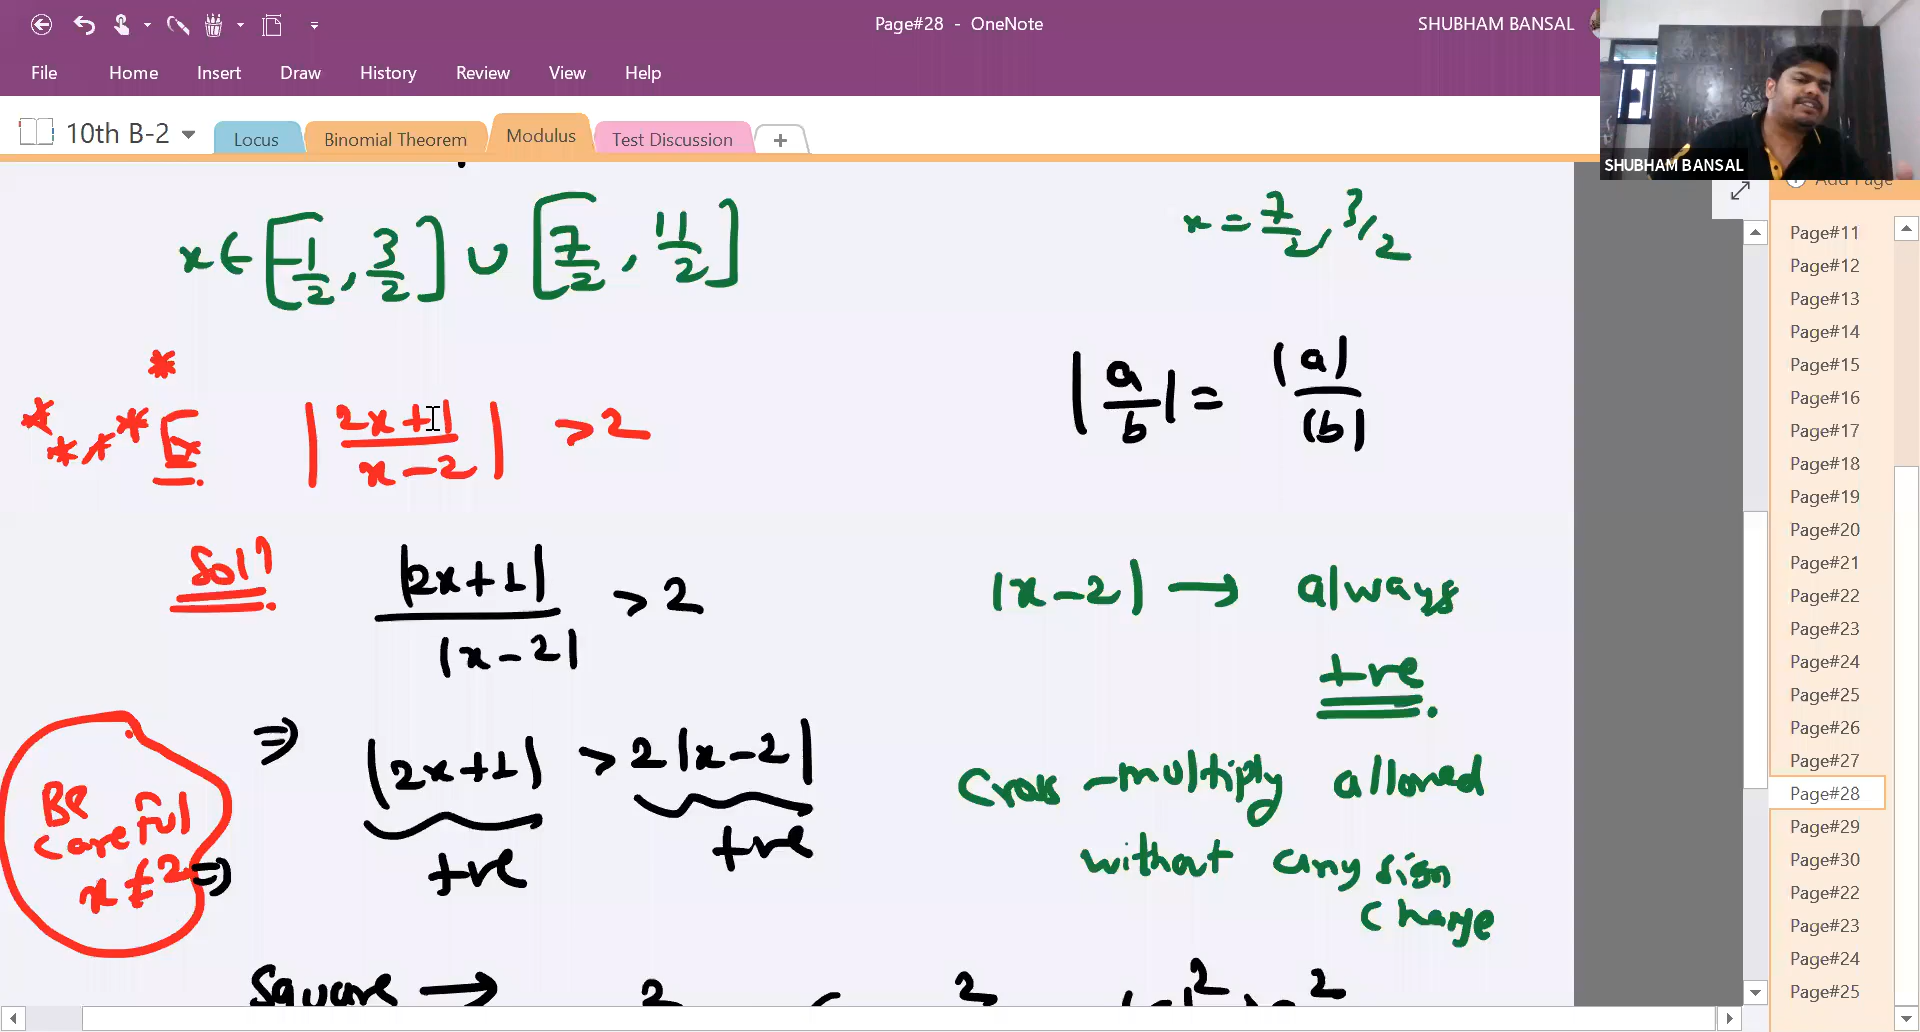 Page#28 - OneNote
SHUBHAM BANSAL
File Home Insert Draw History Review View Help
10th B-2 Locus Binomial Theorem Modulus Test Discussion +
SHUBHAM BANSAL
Add Page
x ∈ [-1/2, 3/2] ∪ [7/2, 11/2]
x = 7/2, 3/2
|a/b| = |a|/|b|
Ex |2x+1/x-2| > 2
Sol?
|2x+1|/|x-2| > 2
|x-2| → always
+ve
⇒ |2x+1| > 2|x-2|
+ve +ve
Be
careful
x ≠ 2
⇒
Cross-multiply allowed
without any sign
change
Square →
Page#11
Page#12
Page#13
Page#14
Page#15
Page#16
Page#17
Page#18
Page#19
Page#20
Page#21
Page#22
Page#23
Page#24
Page#25
Page#26
Page#27
Page#28
Page#29
Page#30
Page#22
Page#23
Page#24
Page#25